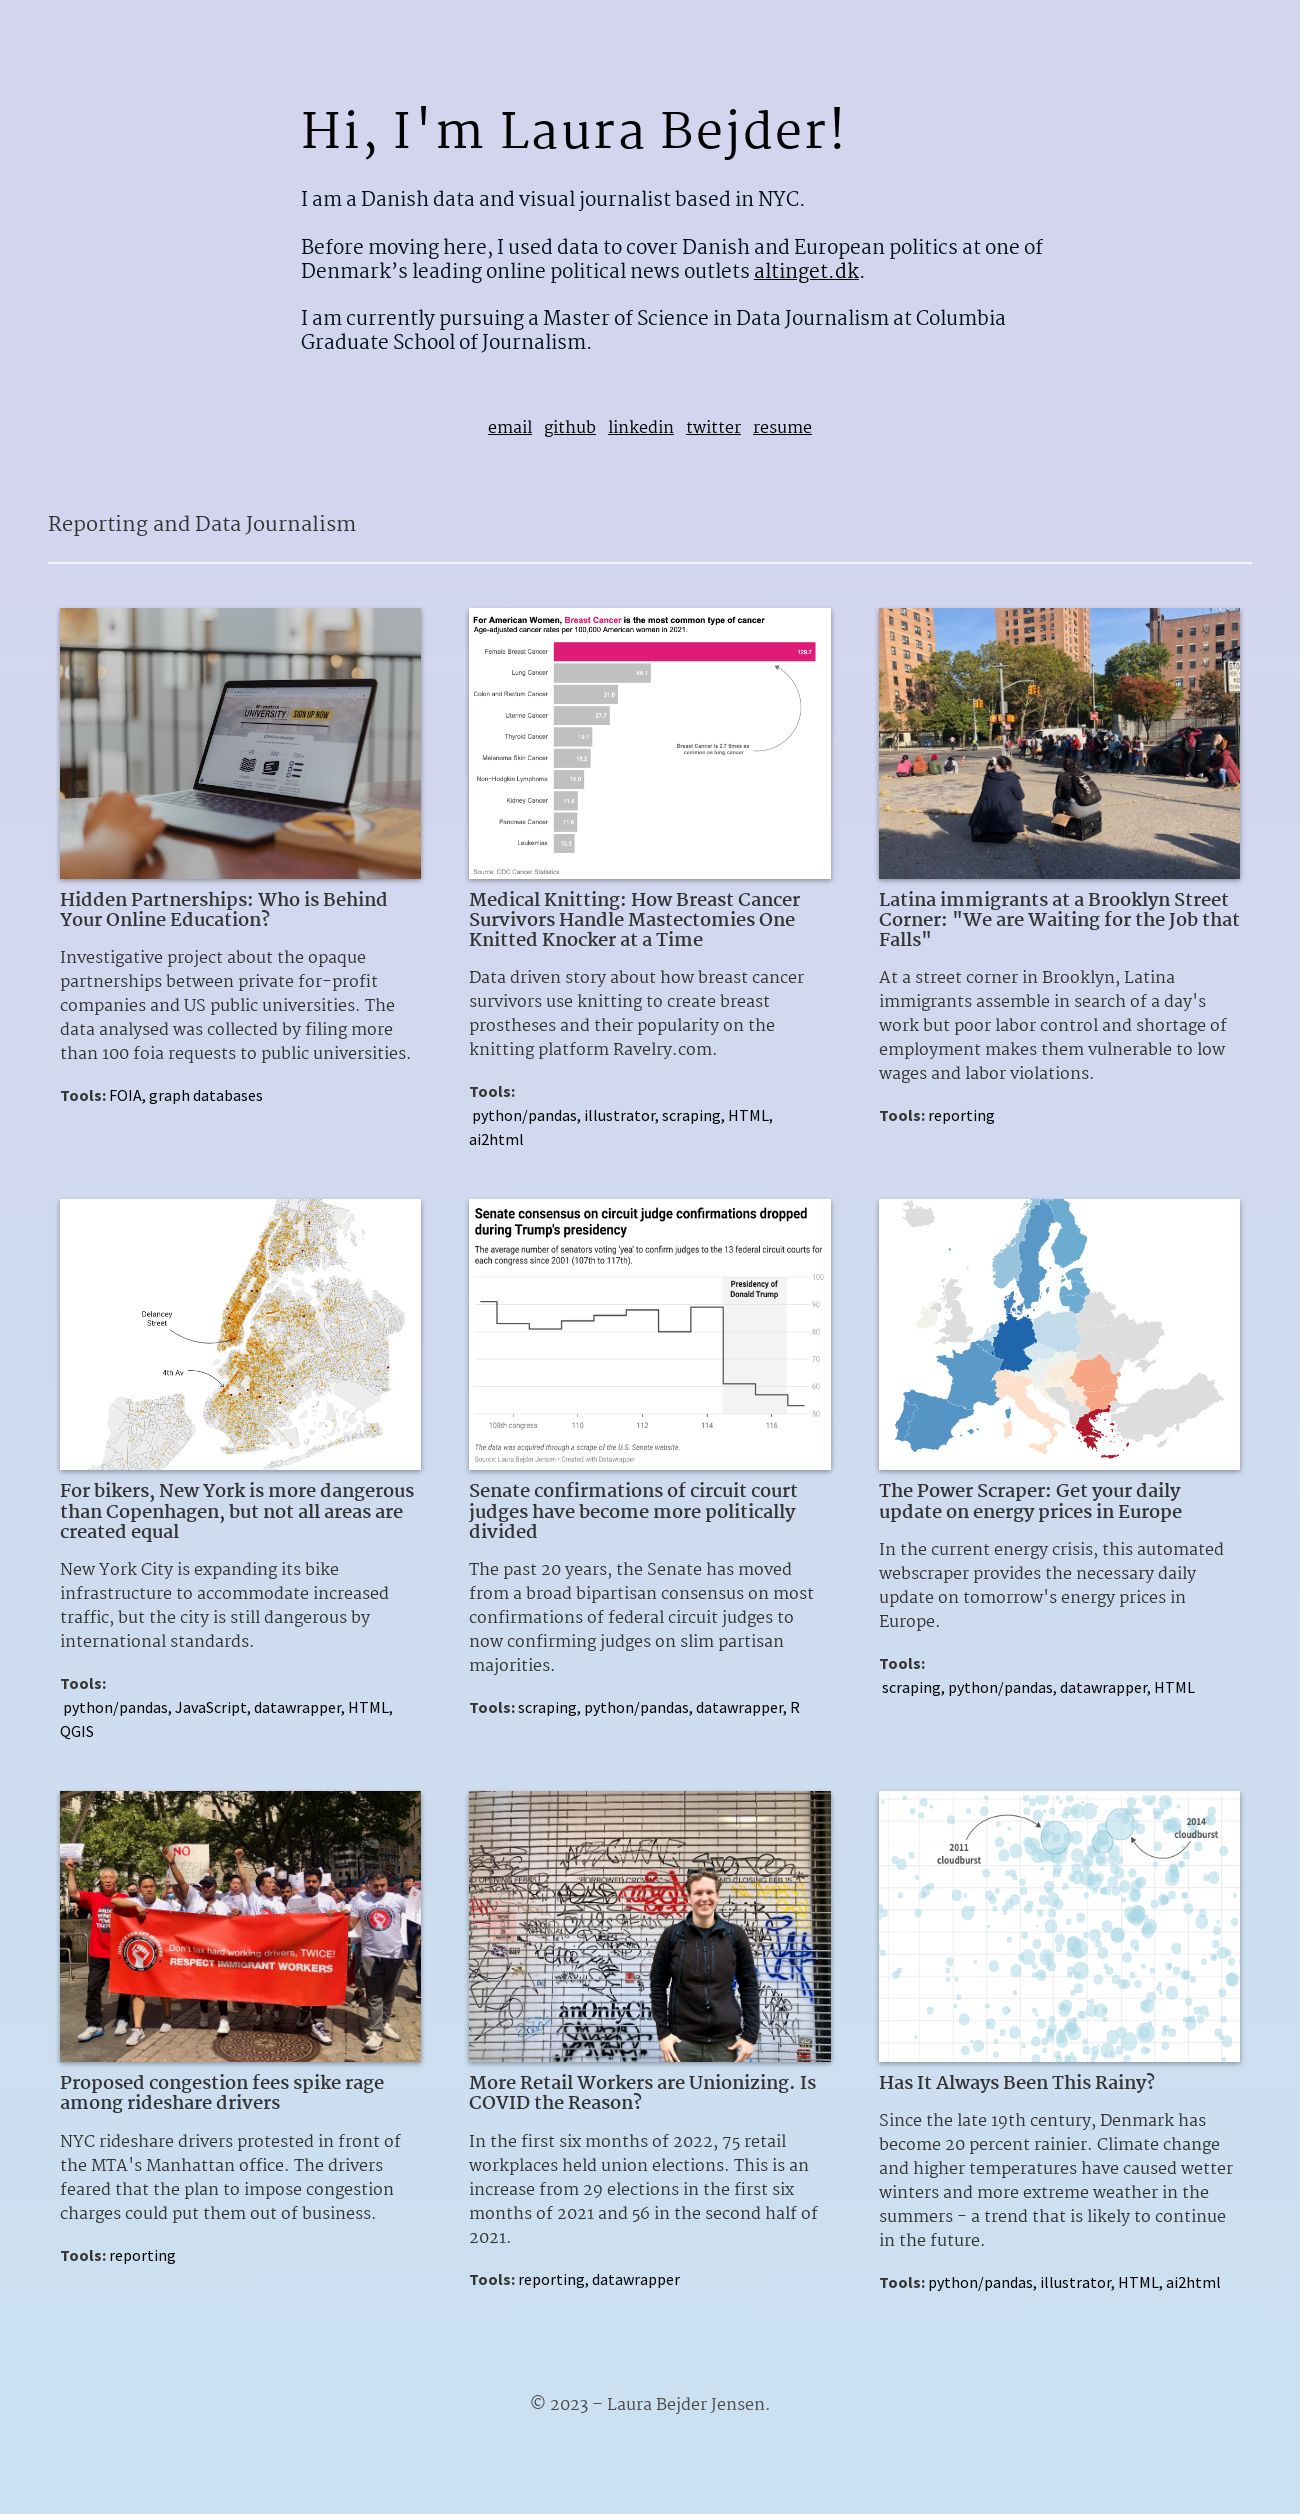 Hi, I'm Laura Bejder!
I am a Danish data and visual journalist based in NYC.
Before moving here, I used data to cover Danish and European politics at one of
Denmark’s leading online political news outlets altinget.dk.
I am currently pursuing a Master of Science in Data Journalism at Columbia
Graduate School of Journalism.
email github linkedin twitter resume
Reporting and Data Journalism
UNIVERSITY SIGN UP NOW
Hidden Partnerships: Who is Behind
Your Online Education?
Investigative project about the opaque
partnerships between private for-profit
companies and US public universities. The
data analysed was collected by filing more
than 100 foia requests to public universities.
Tools: FOIA, graph databases
For American Women, Breast Cancer is the most common type of cancer
Age-adjusted cancer rates per 100,000 American women in 2021.
Female Breast Cancer 129.7
Lung Cancer 48.1
Colon and Rectum Cancer 31.8
Uterine Cancer 27.7
Thyroid Cancer 19.1
Melanoma Skin Cancer 18.2
Non-Hodgkin Lymphoma 15.0
Kidney Cancer 11.8
Pancreas Cancer 11.6
Leukemias 10.3
Breast Cancer is 2.7 times as
common as lung cancer
Source: CDC Cancer Statistics
Medical Knitting: How Breast Cancer
Survivors Handle Mastectomies One
Knitted Knocker at a Time
Data driven story about how breast cancer
survivors use knitting to create breast
prostheses and their popularity on the
knitting platform Ravelry.com.
Tools:
python/pandas, illustrator, scraping, HTML,
ai2html
Latina immigrants at a Brooklyn Street
Corner: "We are Waiting for the Job that
Falls"
At a street corner in Brooklyn, Latina
immigrants assemble in search of a day's
work but poor labor control and shortage of
employment makes them vulnerable to low
wages and labor violations.
Tools: reporting
Delancey
Street
4th Av
For bikers, New York is more dangerous
than Copenhagen, but not all areas are
created equal
New York City is expanding its bike
infrastructure to accommodate increased
traffic, but the city is still dangerous by
international standards.
Tools:
python/pandas, JavaScript, datawrapper, HTML,
QGIS
Senate consensus on circuit judge confirmations dropped
during Trump's presidency
The average number of senators voting 'yea' to confirm judges to the 13 federal circuit courts for
each congress since 2001 (107th to 117th).
Presidency of
Donald Trump
100
90
80
70
60
50
108th congress 110 112 114 116
The data was acquired through a scrape of the U.S. Senate website.
Source: Laura Bejder Jensen • Created with Datawrapper
Senate confirmations of circuit court
judges have become more politically
divided
The past 20 years, the Senate has moved
from a broad bipartisan consensus on most
confirmations of federal circuit judges to
now confirming judges on slim partisan
majorities.
Tools: scraping, python/pandas, datawrapper, R
The Power Scraper: Get your daily
update on energy prices in Europe
In the current energy crisis, this automated
webscraper provides the necessary daily
update on tomorrow's energy prices in
Europe.
Tools:
scraping, python/pandas, datawrapper, HTML
NO
Don't tax hard working drivers, TWICE!
RESPECT IMMIGRANT WORKERS
Proposed congestion fees spike rage
among rideshare drivers
NYC rideshare drivers protested in front of
the MTA's Manhattan office. The drivers
feared that the plan to impose congestion
charges could put them out of business.
Tools: reporting
anOnlyCh
More Retail Workers are Unionizing. Is
COVID the Reason?
In the first six months of 2022, 75 retail
workplaces held union elections. This is an
increase from 29 elections in the first six
months of 2021 and 56 in the second half of
2021.
Tools: reporting, datawrapper
2011
cloudburst
2014
cloudburst
Has It Always Been This Rainy?
Since the late 19th century, Denmark has
become 20 percent rainier. Climate change
and higher temperatures have caused wetter
winters and more extreme weather in the
summers - a trend that is likely to continue
in the future.
Tools: python/pandas, illustrator, HTML, ai2html
© 2023 – Laura Bejder Jensen.